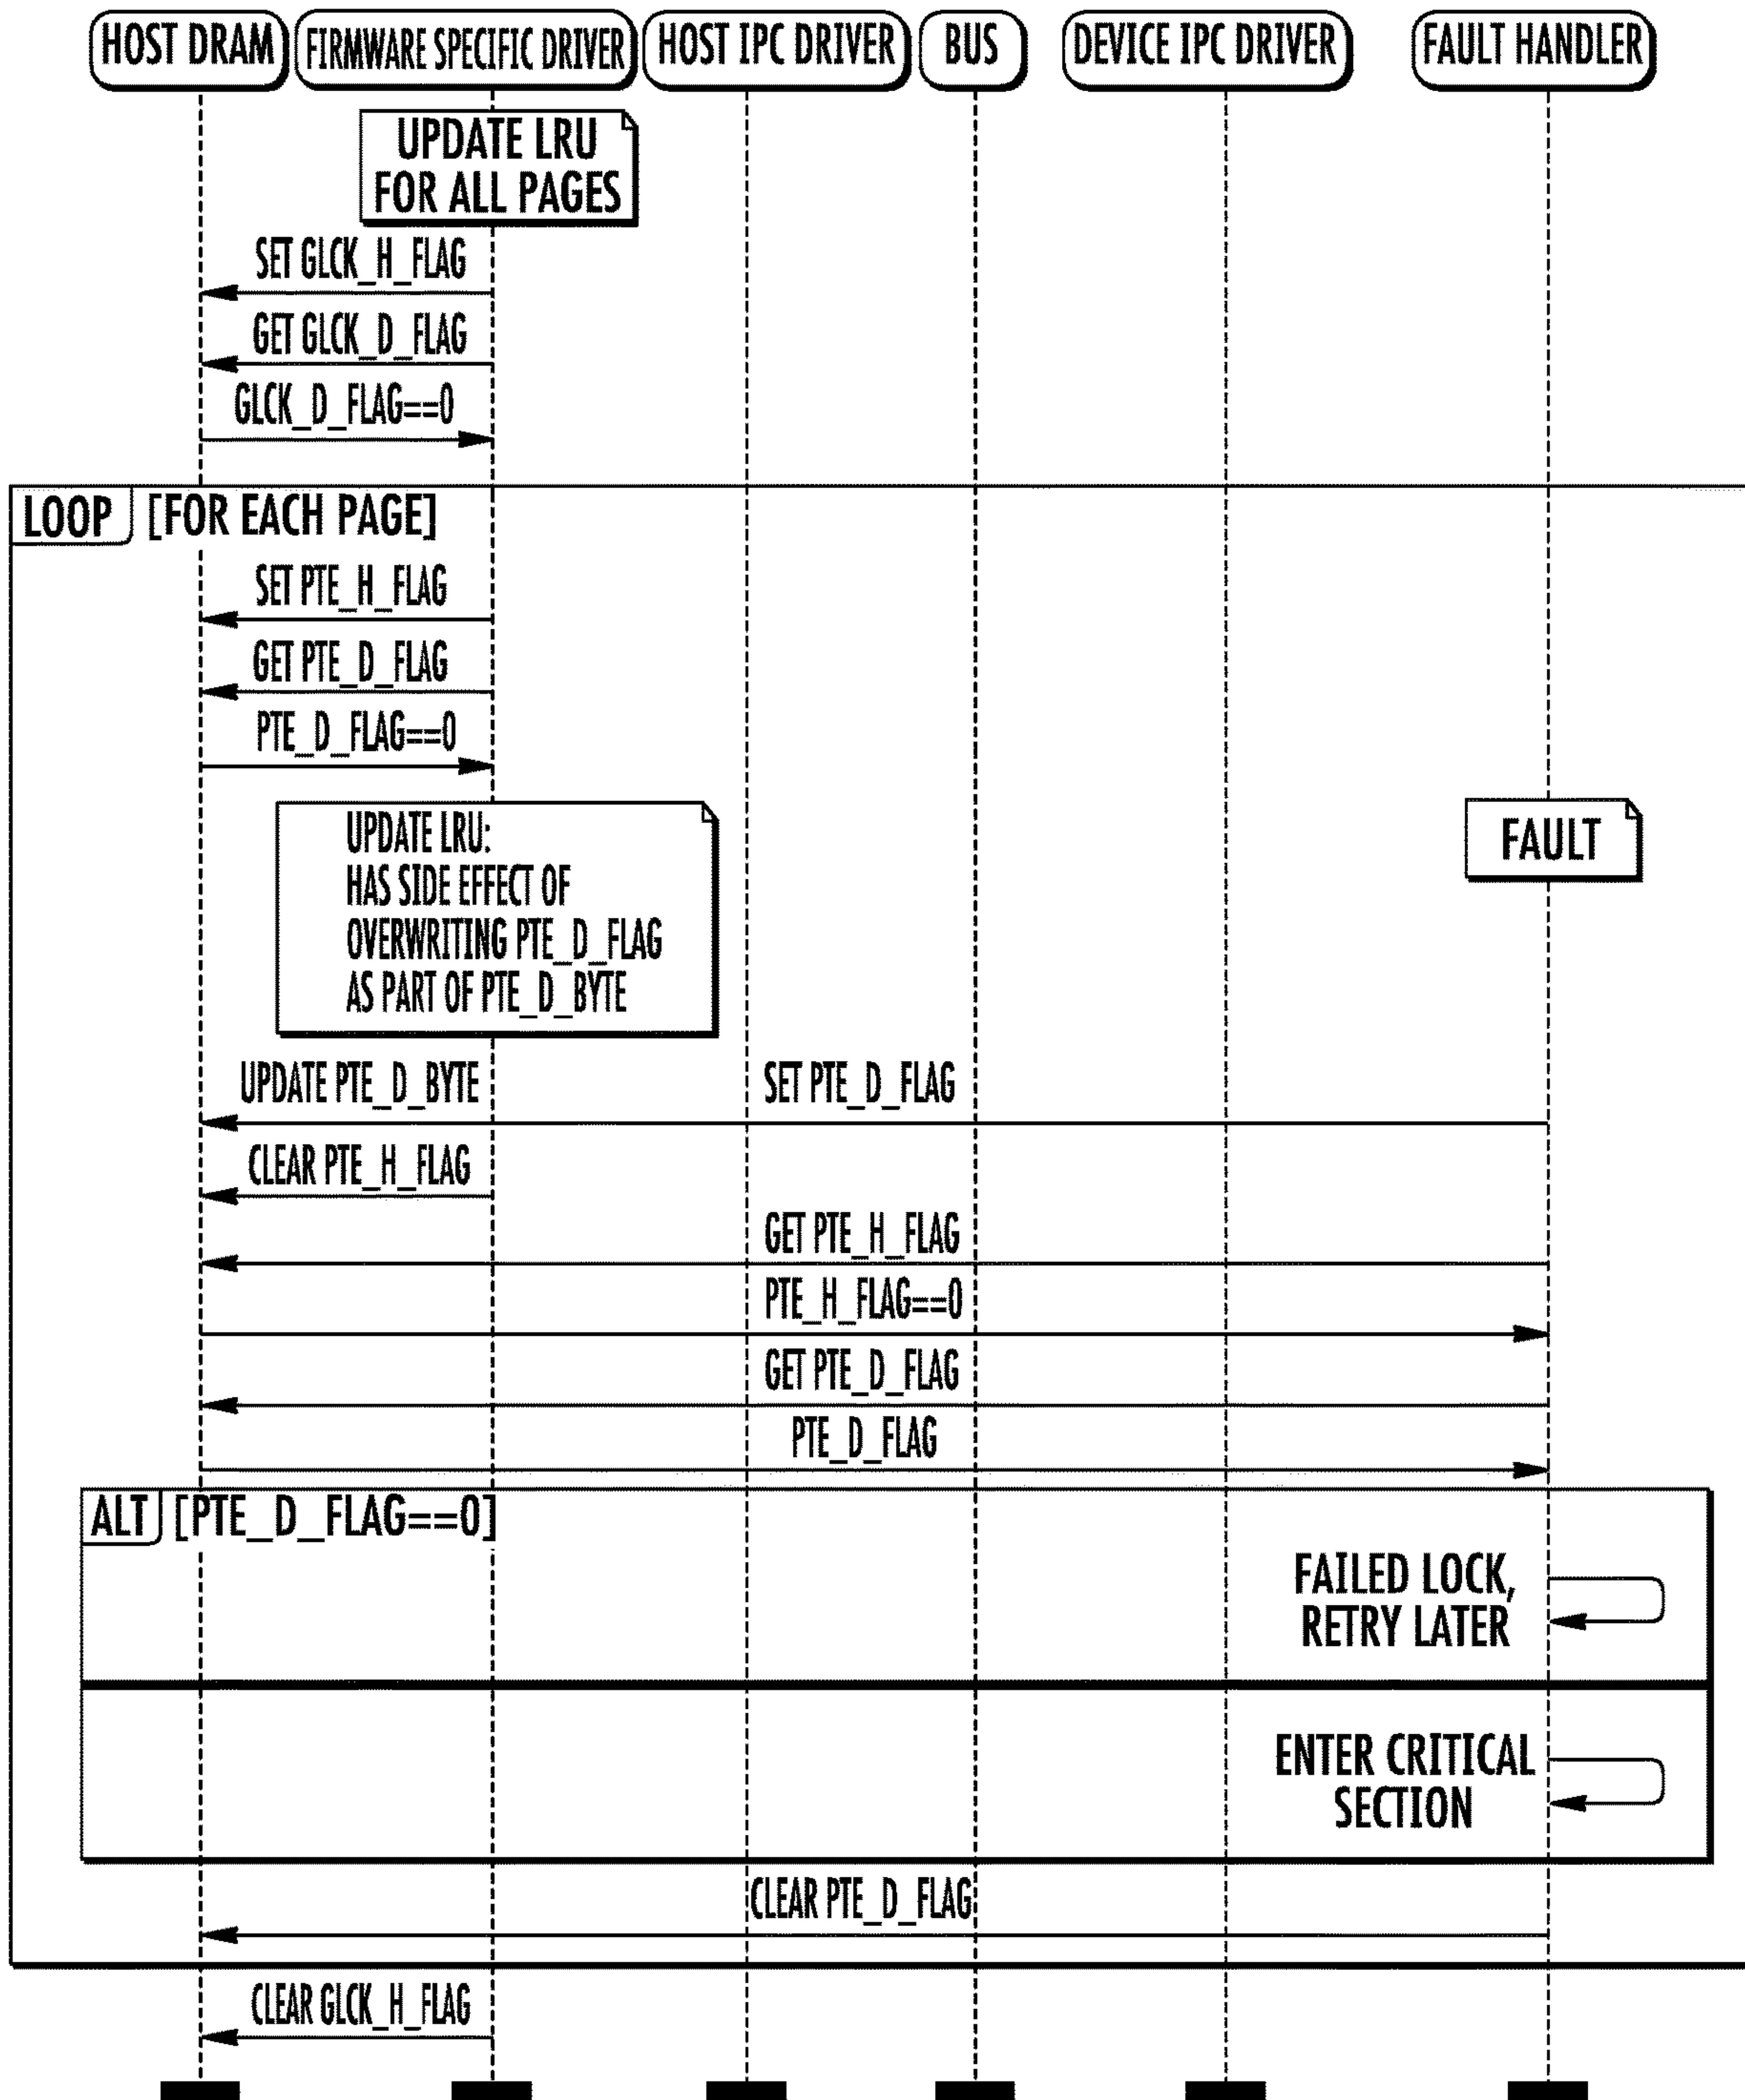 HOST DRAM
FIRMWARE SPECIFIC DRIVER
HOST IPC DRIVER
BUS
DEVICE IPC DRIVER
FAULT HANDLER
UPDATE LRU
FOR ALL PAGES
SET GLCK_H_FLAG
GET GLCK_D_FLAG
GLCK_D_FLAG==0
LOOP [FOR EACH PAGE]
SET PTE_H_FLAG
GET PTE_D_FLAG
PTE_D_FLAG==0
UPDATE LRU:
HAS SIDE EFFECT OF
OVERWRITING PTE_D_FLAG
AS PART OF PTE_D_BYTE
FAULT
UPDATE PTE_D_BYTE
SET PTE_D_FLAG
CLEAR PTE_H_FLAG
GET PTE_H_FLAG
PTE_H_FLAG==0
GET PTE_D_FLAG
PTE_D_FLAG
ALT [PTE_D_FLAG==0]
FAILED LOCK,
RETRY LATER
ENTER CRITICAL
SECTION
CLEAR PTE_D_FLAG
CLEAR GLCK_H_FLAG